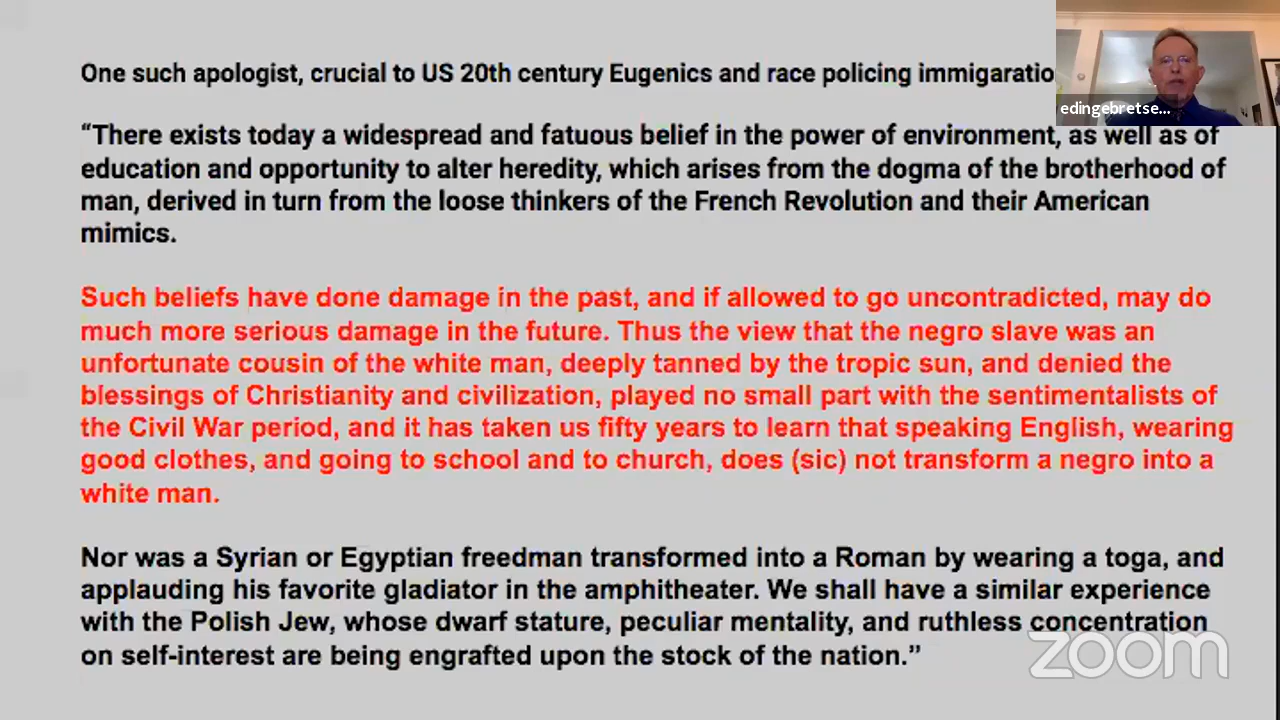 One such apologist, crucial to US 20th century Eugenics and race policing immigaratio
edingebretse...
“There exists today a widespread and fatuous belief in the power of environment, as well as of
education and opportunity to alter heredity, which arises from the dogma of the brotherhood of
man, derived in turn from the loose thinkers of the French Revolution and their American
mimics.
Such beliefs have done damage in the past, and if allowed to go uncontradicted, may do
much more serious damage in the future. Thus the view that the negro slave was an
unfortunate cousin of the white man, deeply tanned by the tropic sun, and denied the
blessings of Christianity and civilization, played no small part with the sentimentalists of
the Civil War period, and it has taken us fifty years to learn that speaking English, wearing
good clothes, and going to school and to church, does (sic) not transform a negro into a
white man.
Nor was a Syrian or Egyptian freedman transformed into a Roman by wearing a toga, and
applauding his favorite gladiator in the amphitheater. We shall have a similar experience
with the Polish Jew, whose dwarf stature, peculiar mentality, and ruthless concentration
on self-interest are being engrafted upon the stock of the nation.”
zoom